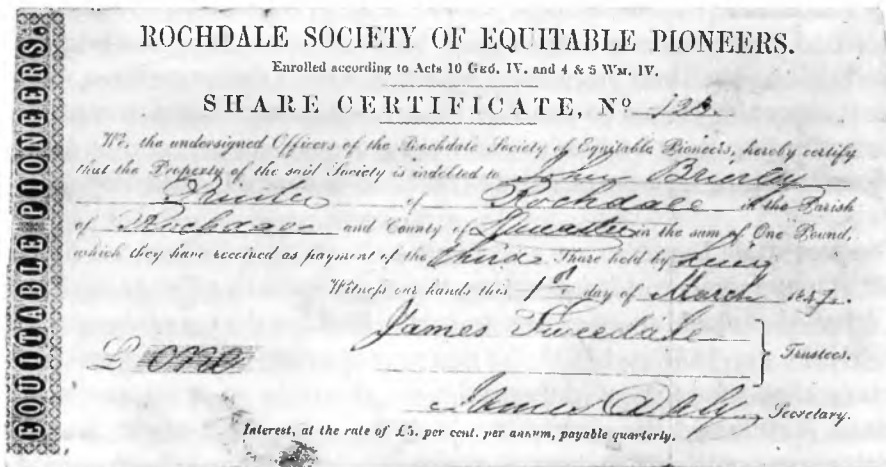 EQUITABLE PIONEERS.
ROCHDALE SOCIETY OF EQUITABLE PIONEERS.
Enrolled according to Acts 10 GEO. IV. and 4 & 5 WM. IV.
SHARE CERTIFICATE, No
We, the undersigned Officers of the Rochdale Society of Equitable Pioneers, hereby certify
that the Property of the said Society is indebted to John Brierley
of Rochdale in the Parish
of Rochdale and County of Lancaster in the sum of One Pound,
which they have received as payment of the third Share held by him
Witness our hands this 1st day of March 1847.
James Tweedale
Trustees.
£ one
James Daly Secretary.
Interest, at the rate of £5. per cent. per annum, payable quarterly.